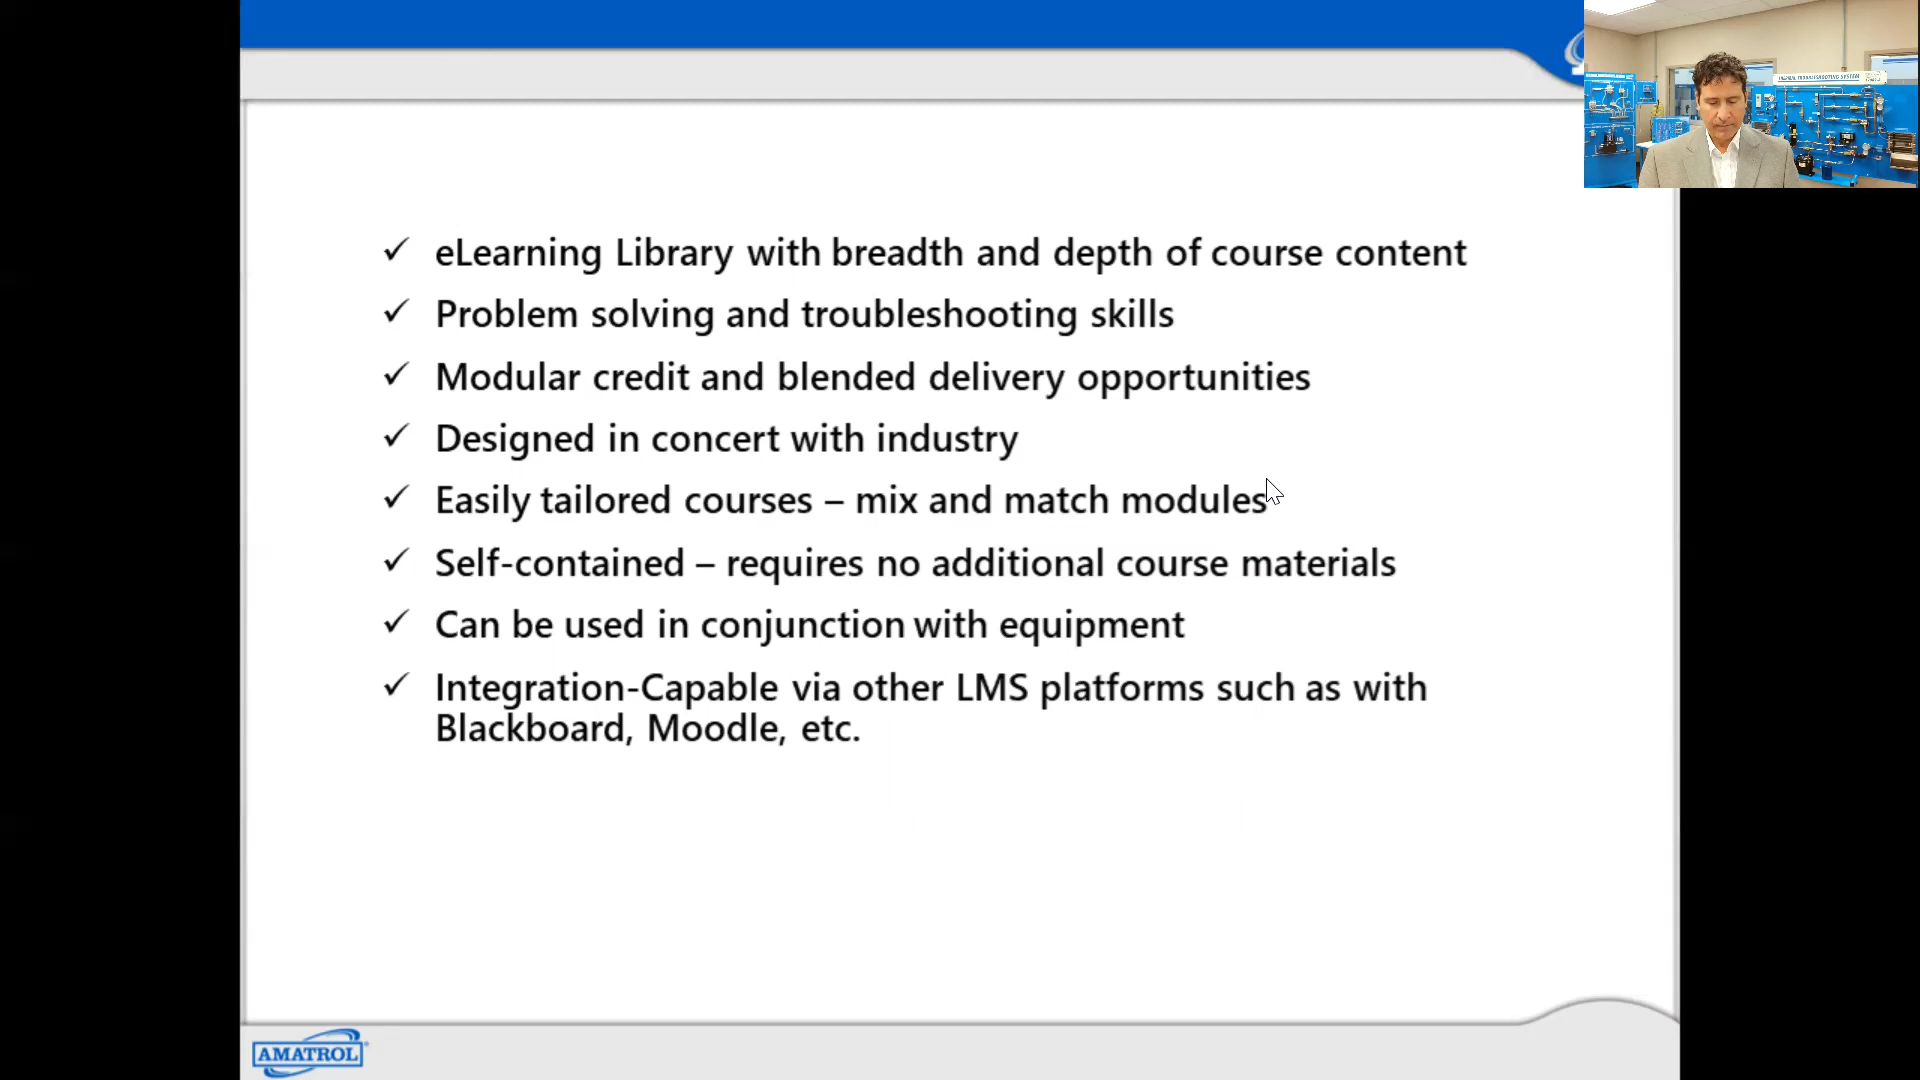 THERMAL TROUBLESHOOTING SYSTEM
✓ eLearning Library with breadth and depth of course content
✓ Problem solving and troubleshooting skills
✓ Modular credit and blended delivery opportunities
✓ Designed in concert with industry
✓ Easily tailored courses – mix and match modules
✓ Self-contained – requires no additional course materials
✓ Can be used in conjunction with equipment
✓ Integration-Capable via other LMS platforms such as with
Blackboard, Moodle, etc.
AMATROL